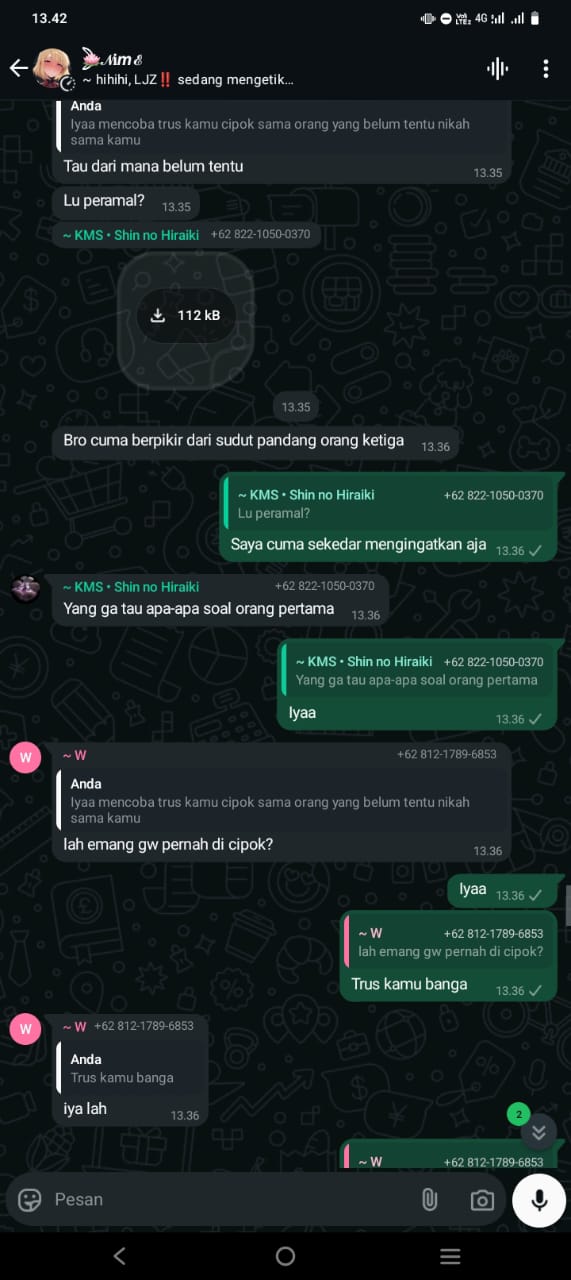 13.42
Vo) LTE2 4G
Nim
~ hihihi, LJZ‼️ sedang mengetik...
Anda
Iyaa mencoba trus kamu cipok sama orang yang belum tentu nikah
sama kamu
Tau dari mana belum tentu
13.35
Lu peramal?
13.35
~ KMS • Shin no Hiraiki +62 822-1050-0370
112 kB
13.35
Bro cuma berpikir dari sudut pandang orang ketiga
13.36
~ KMS • Shin no Hiraiki +62 822-1050-0370
Lu peramal?
Saya cuma sekedar mengingatkan aja
13.36
~ KMS • Shin no Hiraiki +62 822-1050-0370
Yang ga tau apa-apa soal orang pertama
13.36
~ KMS • Shin no Hiraiki +62 822-1050-0370
Yang ga tau apa-apa soal orang pertama
Iyaa
13.36
W
~ W +62 812-1789-6853
Anda
Iyaa mencoba trus kamu cipok sama orang yang belum tentu nikah
sama kamu
lah emang gw pernah di cipok?
13.36
Iyaa
13.36
~ W +62 812-1789-6853
lah emang gw pernah di cipok?
Trus kamu banga
13.36
W
~ W +62 812-1789-6853
Anda
Trus kamu banga
iya lah
13.36
2
~ W +62 812-1789-6853
Pesan